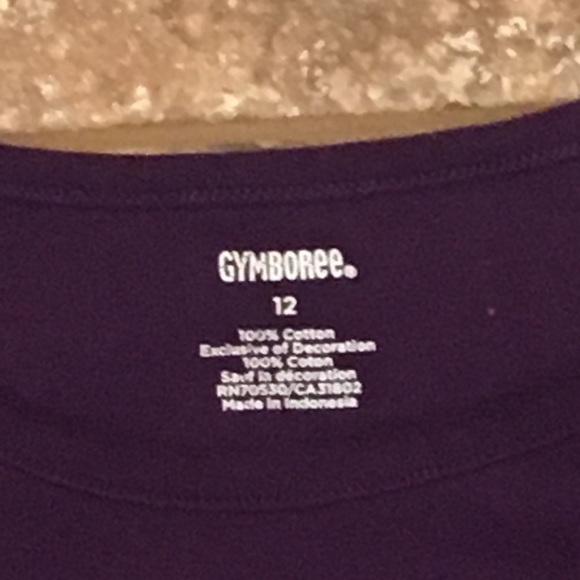 GYMBOREE®
12
100% Cotton
Exclusive of Decoration
100% Coton
Sauf la décoration
RN70530/CA31802
Made in Indonesia